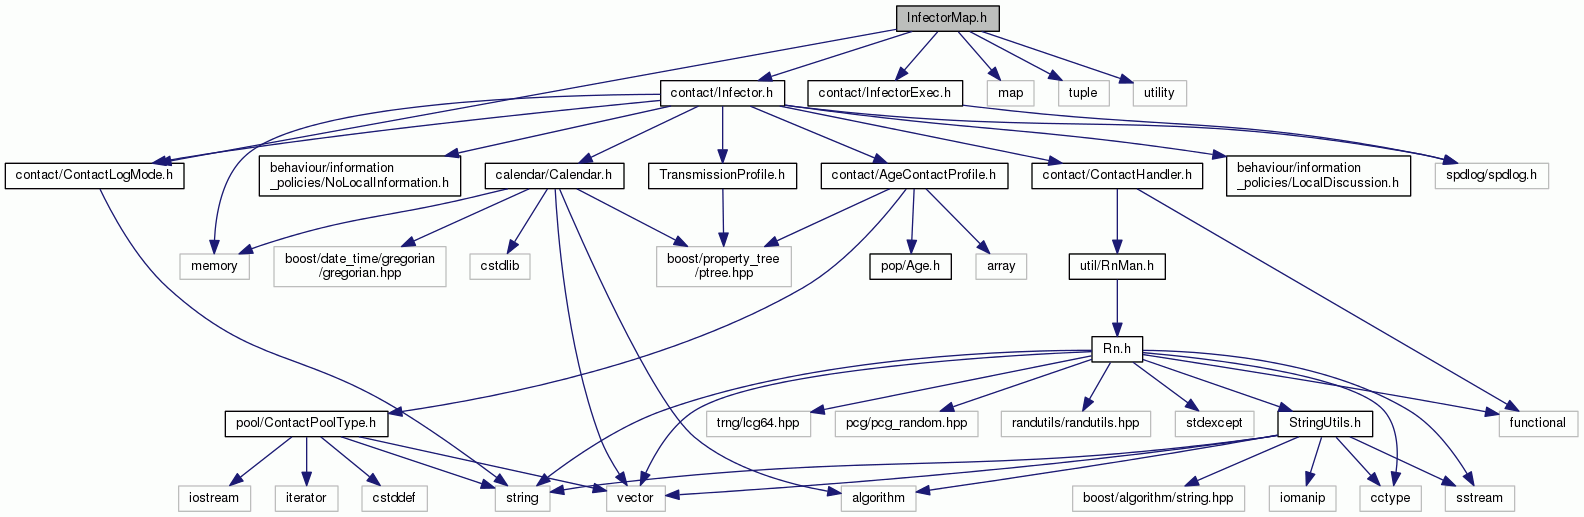 InfectorMap.h
contact/Infector.h
contact/InfectorExec.h
map
tuple
utility
contact/ContactLogMode.h
behaviour/information
_policies/NoLocalInformation.h
calendar/Calendar.h
TransmissionProfile.h
contact/AgeContactProfile.h
contact/ContactHandler.h
behaviour/information
_policies/LocalDiscussion.h
spdlog/spdlog.h
memory
boost/date_time/gregorian
/gregorian.hpp
cstdlib
boost/property_tree
/ptree.hpp
pop/Age.h
array
util/RnMan.h
Rn.h
pool/ContactPoolType.h
trng/lcg64.hpp
pcg/pcg_random.hpp
randutils/randutils.hpp
stdexcept
StringUtils.h
functional
iostream
iterator
cstddef
string
vector
algorithm
boost/algorithm/string.hpp
iomanip
cctype
sstream